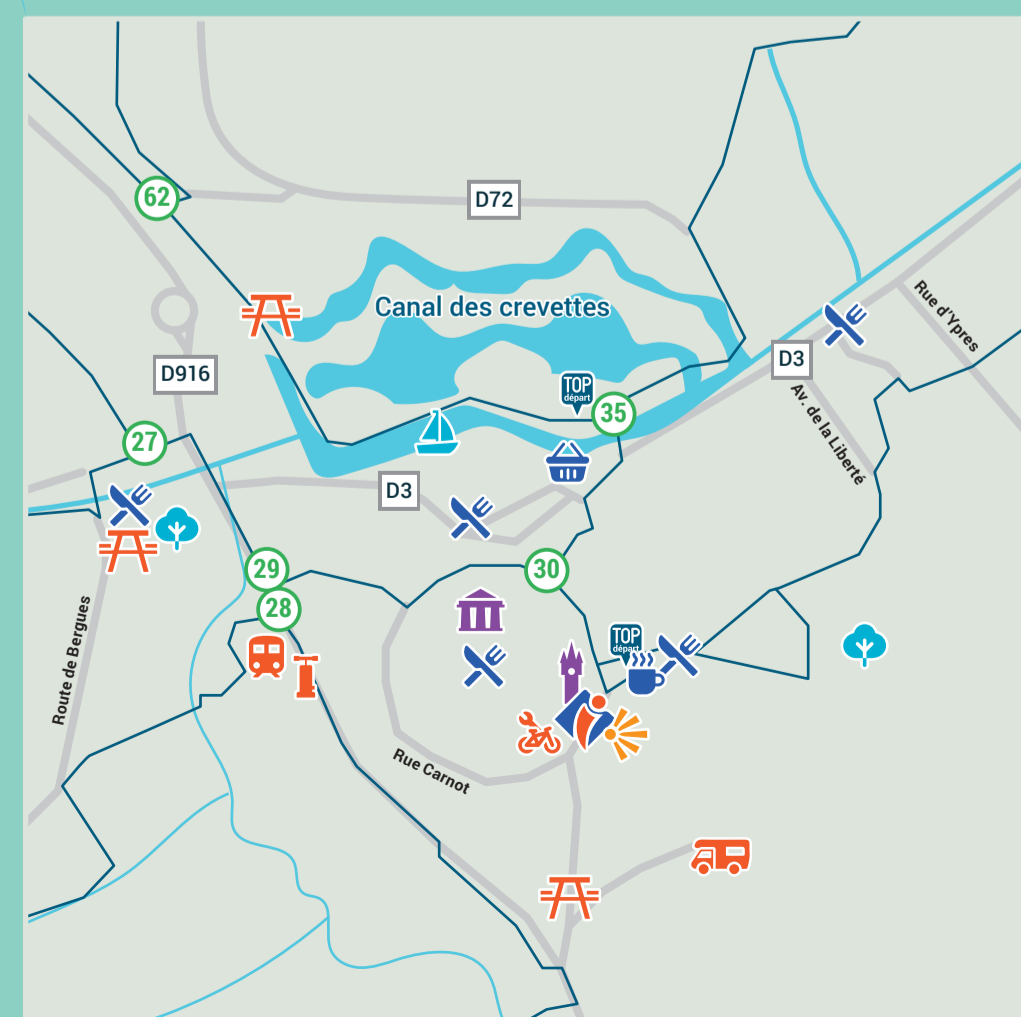 62
D72
Canal des crevettes
Rue d'Ypres
D916
D3
TOP
départ
35
Av. de la Liberté
27
D3
29
30
28
TOP
départ
Route de Bergues
Rue Carnot